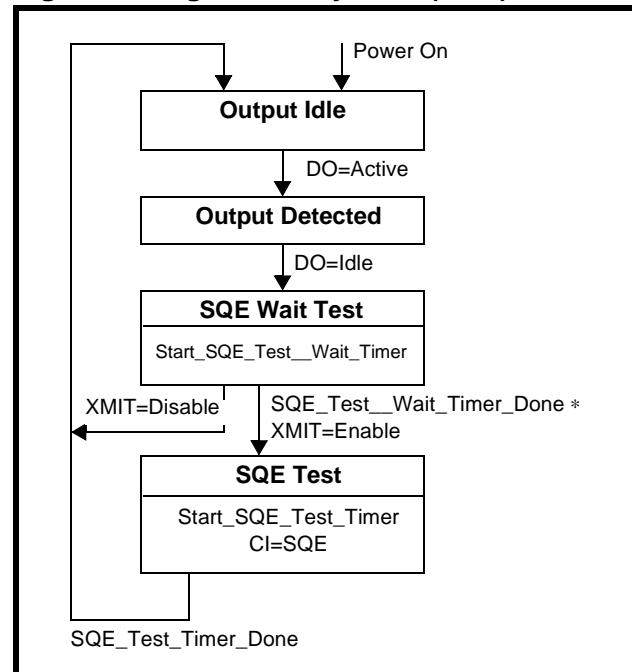 Power On
Output Idle
DO=Active
Output Detected
DO=Idle
SQE Wait Test
Start_SQE_Test__Wait_Timer
XMIT=Disable
SQE_Test__Wait_Timer_Done *
XMIT=Enable
SQE Test
Start_SQE_Test_Timer
CI=SQE
SQE_Test_Timer_Done